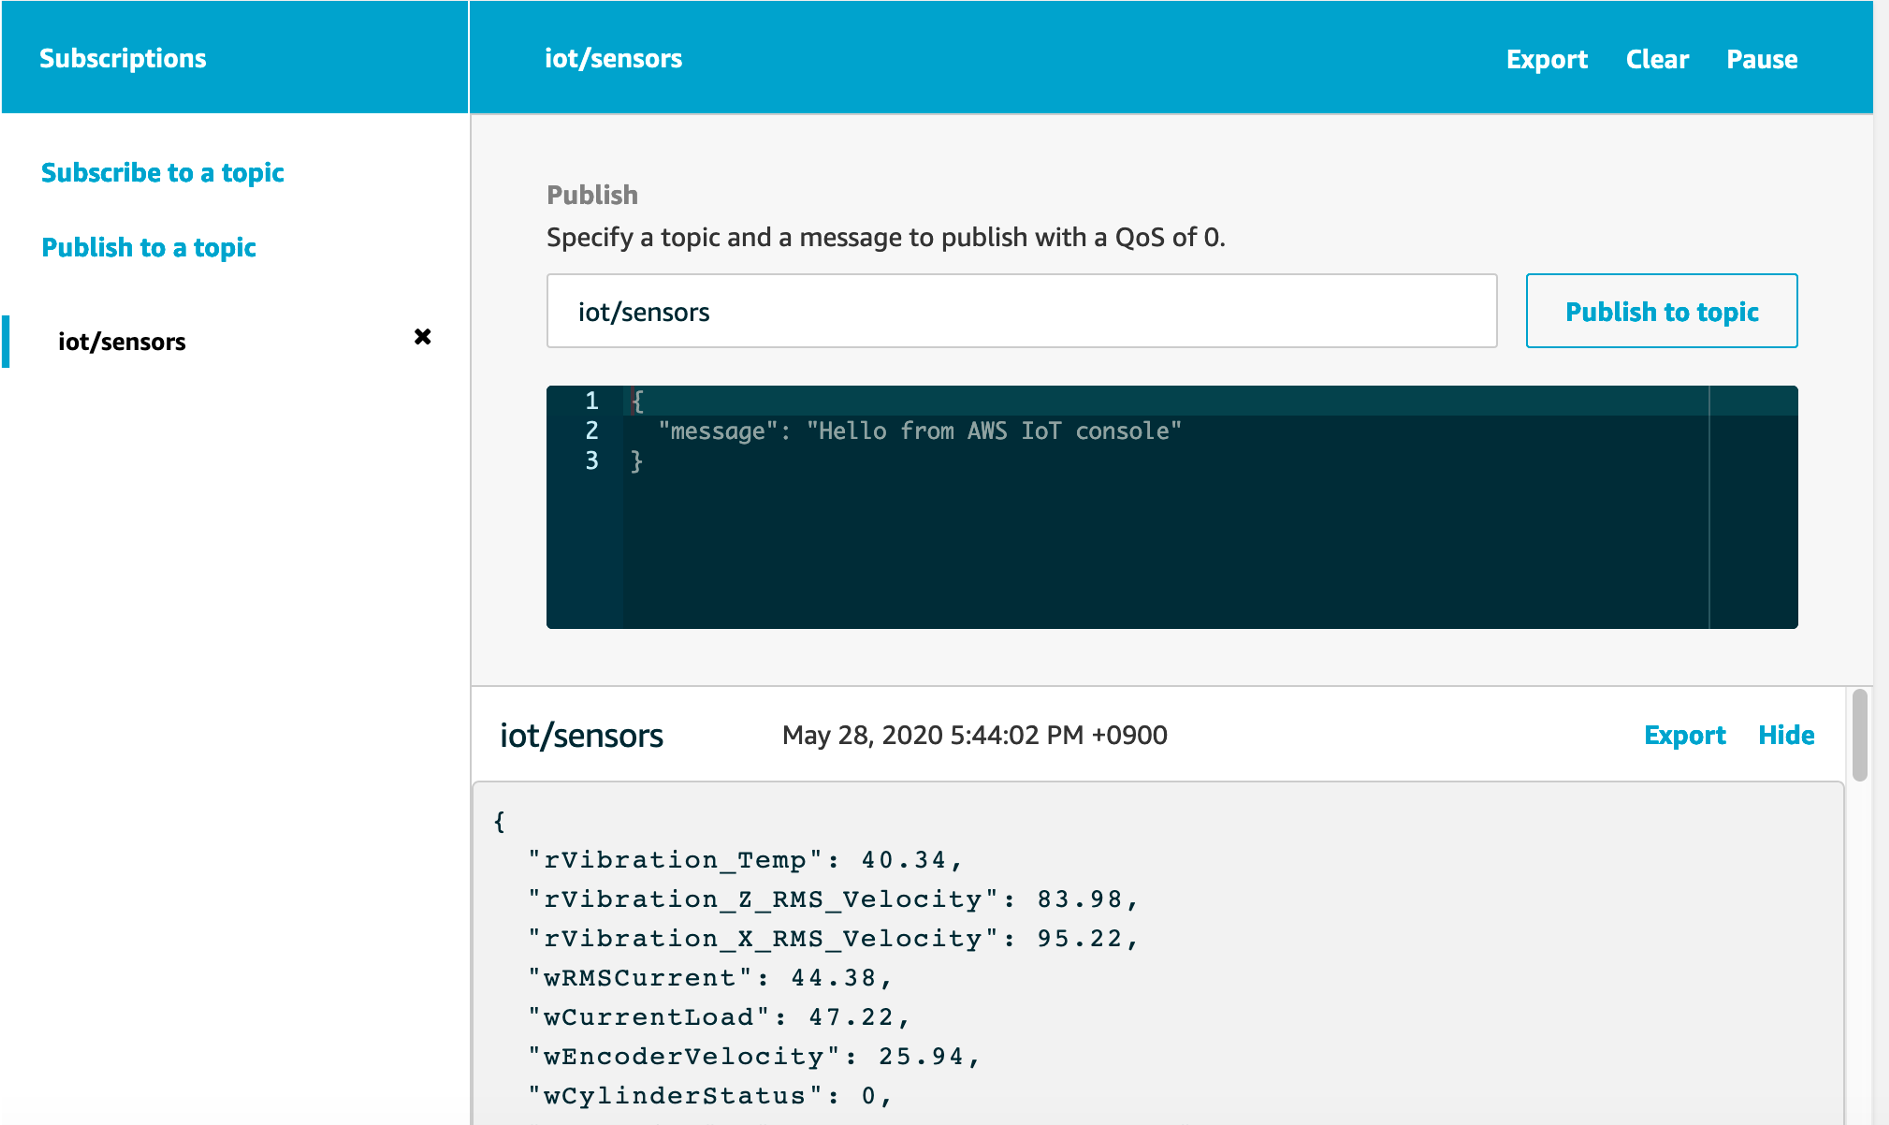 Subscriptions
iot/sensors
Export Clear Pause
Subscribe to a topic
Publish to a topic
iot/sensors ✖
Publish
Specify a topic and a message to publish with a QoS of 0.
iot/sensors
Publish to topic
1 {
2 "message": "Hello from AWS IoT console"
3 }
iot/sensors May 28, 2020 5:44:02 PM +0900 Export Hide
{
"rVibration_Temp": 40.34,
"rVibration_Z_RMS_Velocity": 83.98,
"rVibration_X_RMS_Velocity": 95.22,
"wRMSCurrent": 44.38,
"wCurrentLoad": 47.22,
"wEncoderVelocity": 25.94,
"wCylinderStatus": 0,